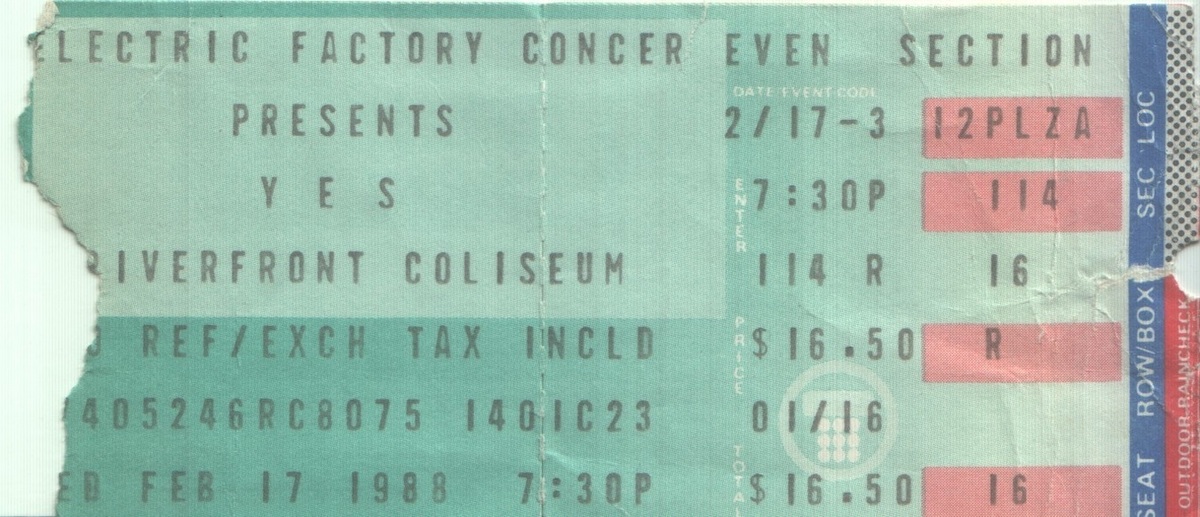 ELECTRIC FACTORY CONCER EVEN SECTION
DATE EVENT CODE
PRESENTS 2/17-3 12PLZA
Y E S 7:30P 114
ENTER
RIVERFRONT COLISEUM 114 R 16
O REF/EXCH TAX INCLD $16.50 R
PRICE
405246RC8075 1401C23 01/16
ED FEB 17 1988 7:30P $16.50 16
TOTAL
SEAT ROW/BOX SEC LOC
OUTDOOR RAINCHECK